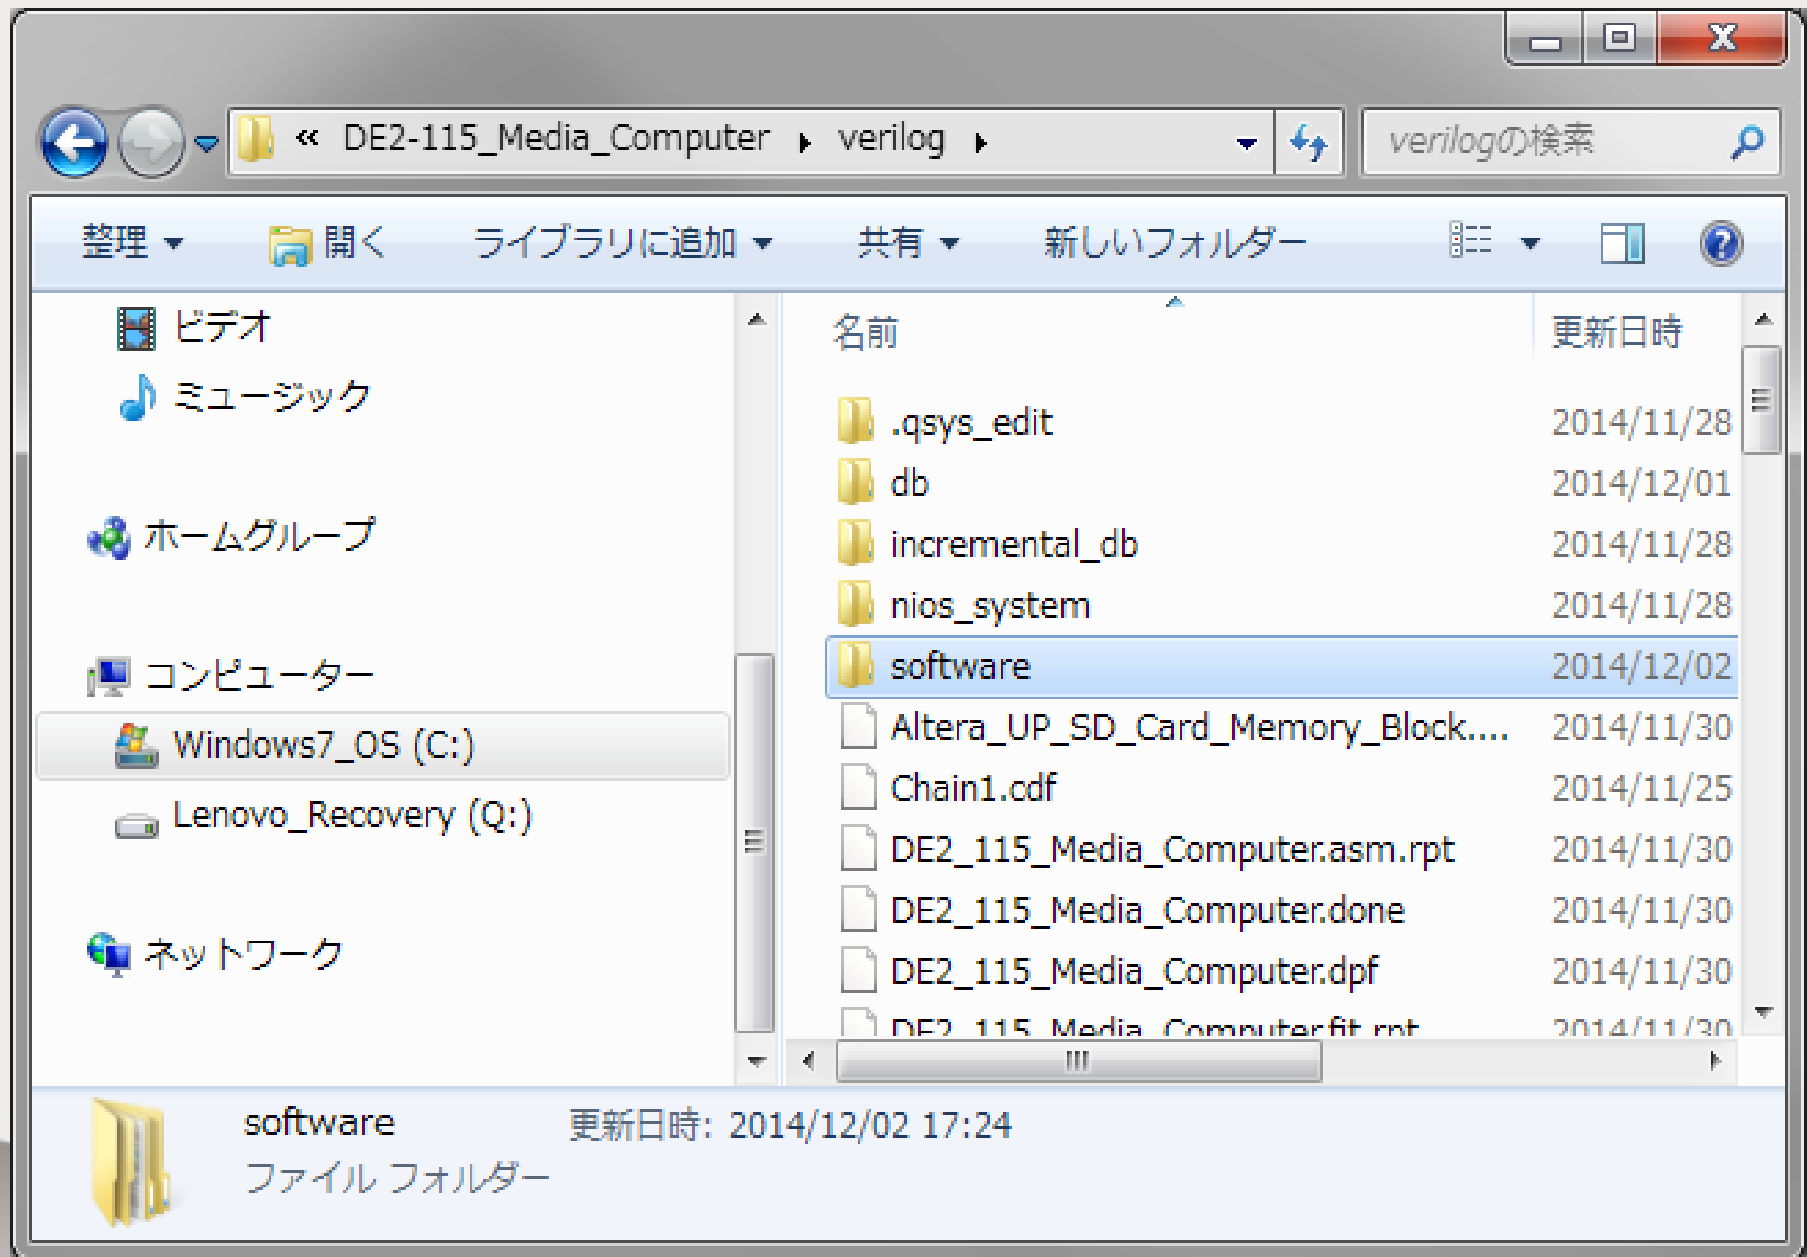 « DE2-115_Media_Computer verilog
verilogの検索
整理 開く ライブラリに追加 共有 新しいフォルダー
ビデオ
ミュージック
ホームグループ
コンピューター
Windows7_OS (C:)
Lenovo_Recovery (Q:)
ネットワーク
名前 更新日時
.qsys_edit 2014/11/28
db 2014/12/01
incremental_db 2014/11/28
nios_system 2014/11/28
software 2014/12/02
Altera_UP_SD_Card_Memory_Block.... 2014/11/30
Chain1.cdf 2014/11/25
DE2_115_Media_Computer.asm.rpt 2014/11/30
DE2_115_Media_Computer.done 2014/11/30
DE2_115_Media_Computer.dpf 2014/11/30
DE2_115_Media_Computer.fit.rpt 2014/11/30
software 更新日時: 2014/12/02 17:24
ファイル フォルダー